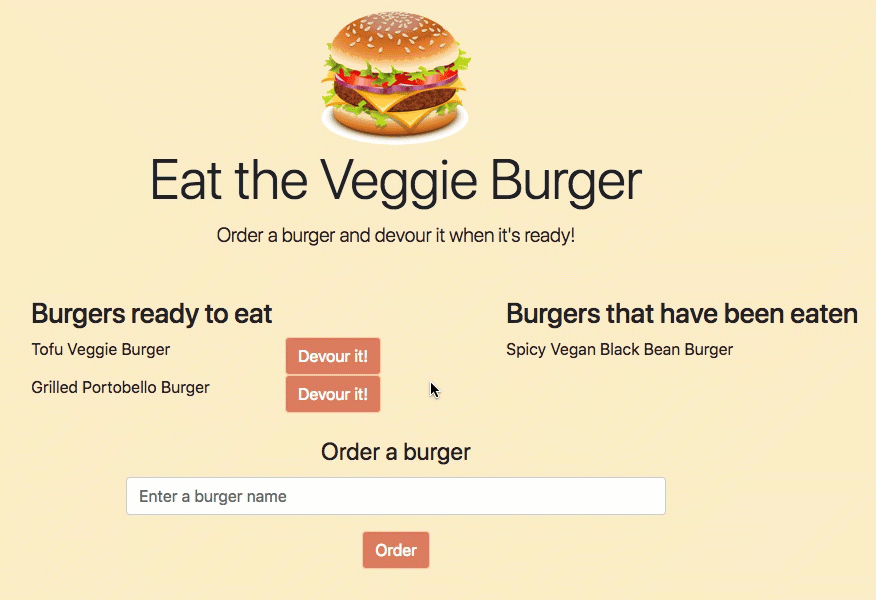 Eat the Veggie Burger
Order a burger and devour it when it's ready!
Burgers ready to eat
Tofu Veggie Burger
Devour it!
Grilled Portobello Burger
Devour it!
Burgers that have been eaten
Spicy Vegan Black Bean Burger
Order a burger
Enter a burger name
Order